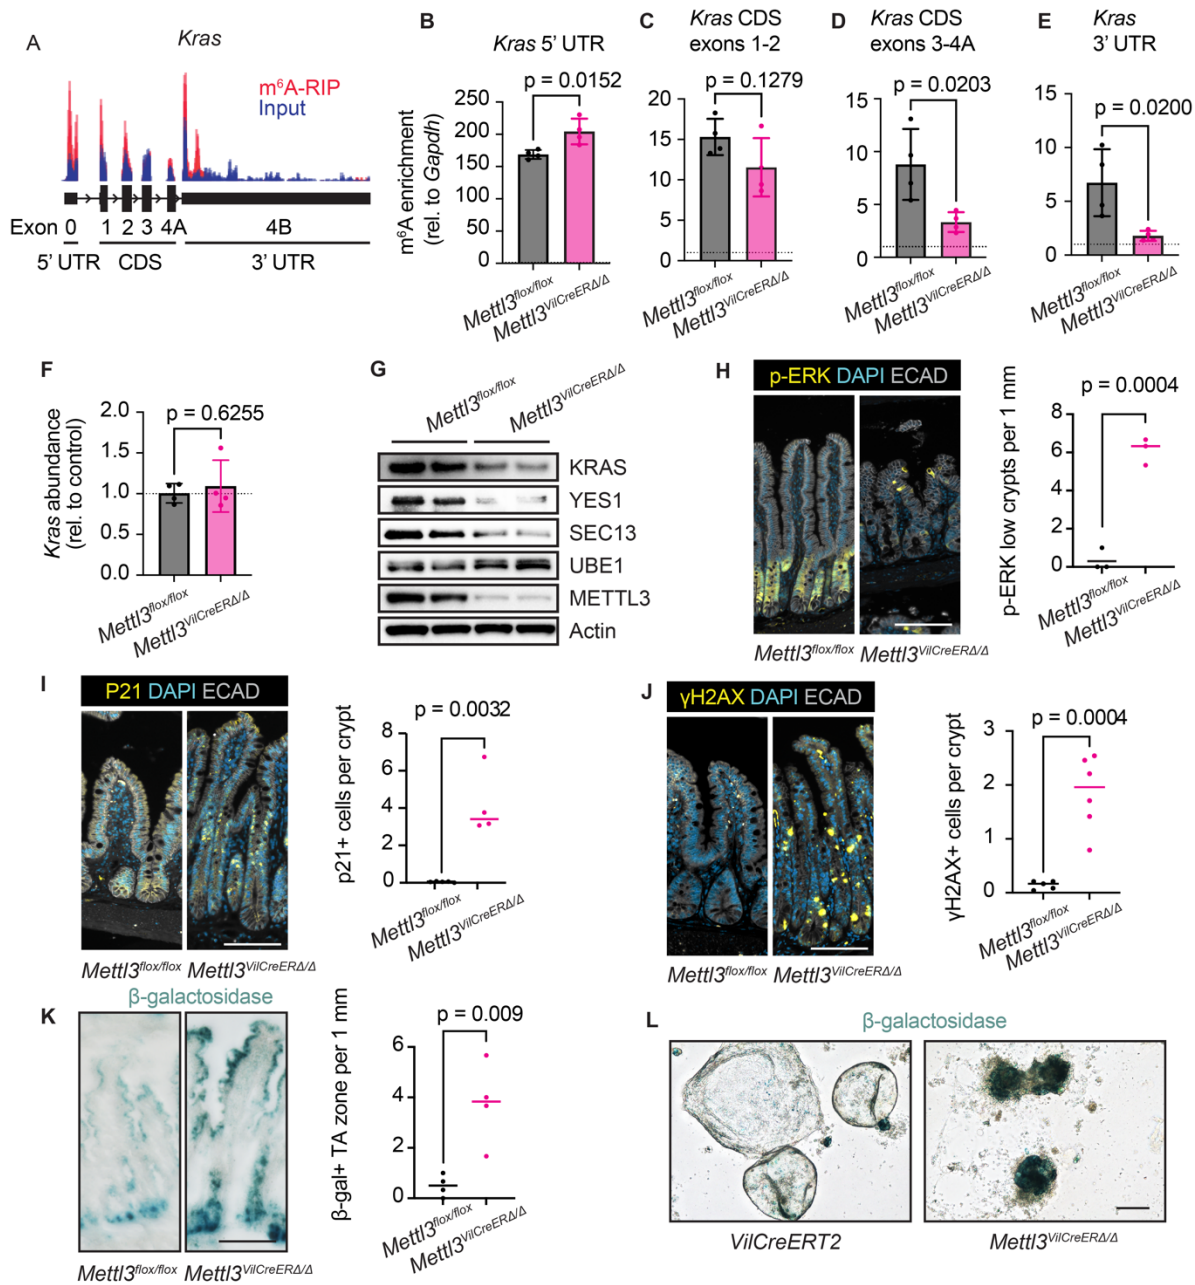 A
Kras
m⁶A-RIP
Input
Exon 0 1 2 3 4A 4B
5' UTR CDS 3' UTR
B
Kras 5' UTR
p = 0.0152
m⁶A enrichment
(rel. to Gapdh)
250
200
150
100
50
0
Mettl3flox/flox
Mettl3VilCreERΔ/Δ
C
Kras CDS
exons 1-2
p = 0.1279
20
15
10
5
0
Mettl3flox/flox
Mettl3VilCreERΔ/Δ
D
Kras CDS
exons 3-4A
p = 0.0203
15
10
5
0
Mettl3flox/flox
Mettl3VilCreERΔ/Δ
E
Kras
3' UTR
p = 0.0200
15
10
5
0
Mettl3flox/flox
Mettl3VilCreERΔ/Δ
F
p = 0.6255
Kras abundance
(rel. to control)
2.0
1.5
1.0
0.5
0.0
Mettl3flox/flox
Mettl3VilCreERΔ/Δ
G
Mettl3flox/flox
Mettl3VilCreERΔ/Δ
KRAS
YES1
SEC13
UBE1
METTL3
Actin
H
p-ERK DAPI ECAD
Mettl3flox/flox Mettl3VilCreERΔ/Δ
p = 0.0004
p-ERK low crypts per 1 mm
8
6
4
2
0
Mettl3flox/flox
Mettl3VilCreERΔ/Δ
I
P21 DAPI ECAD
Mettl3flox/flox Mettl3VilCreERΔ/Δ
p = 0.0032
p21+ cells per crypt
8
6
4
2
0
Mettl3flox/flox
Mettl3VilCreERΔ/Δ
J
γH2AX DAPI ECAD
Mettl3flox/flox Mettl3VilCreERΔ/Δ
p = 0.0004
γH2AX+ cells per crypt
3
2
1
0
Mettl3flox/flox
Mettl3VilCreERΔ/Δ
K
β-galactosidase
Mettl3flox/flox Mettl3VilCreERΔ/Δ
p = 0.009
β-gal+ TA zone per 1 mm
6
4
2
0
Mettl3flox/flox
Mettl3VilCreERΔ/Δ
L
β-galactosidase
VilCreERT2 Mettl3VilCreERΔ/Δ